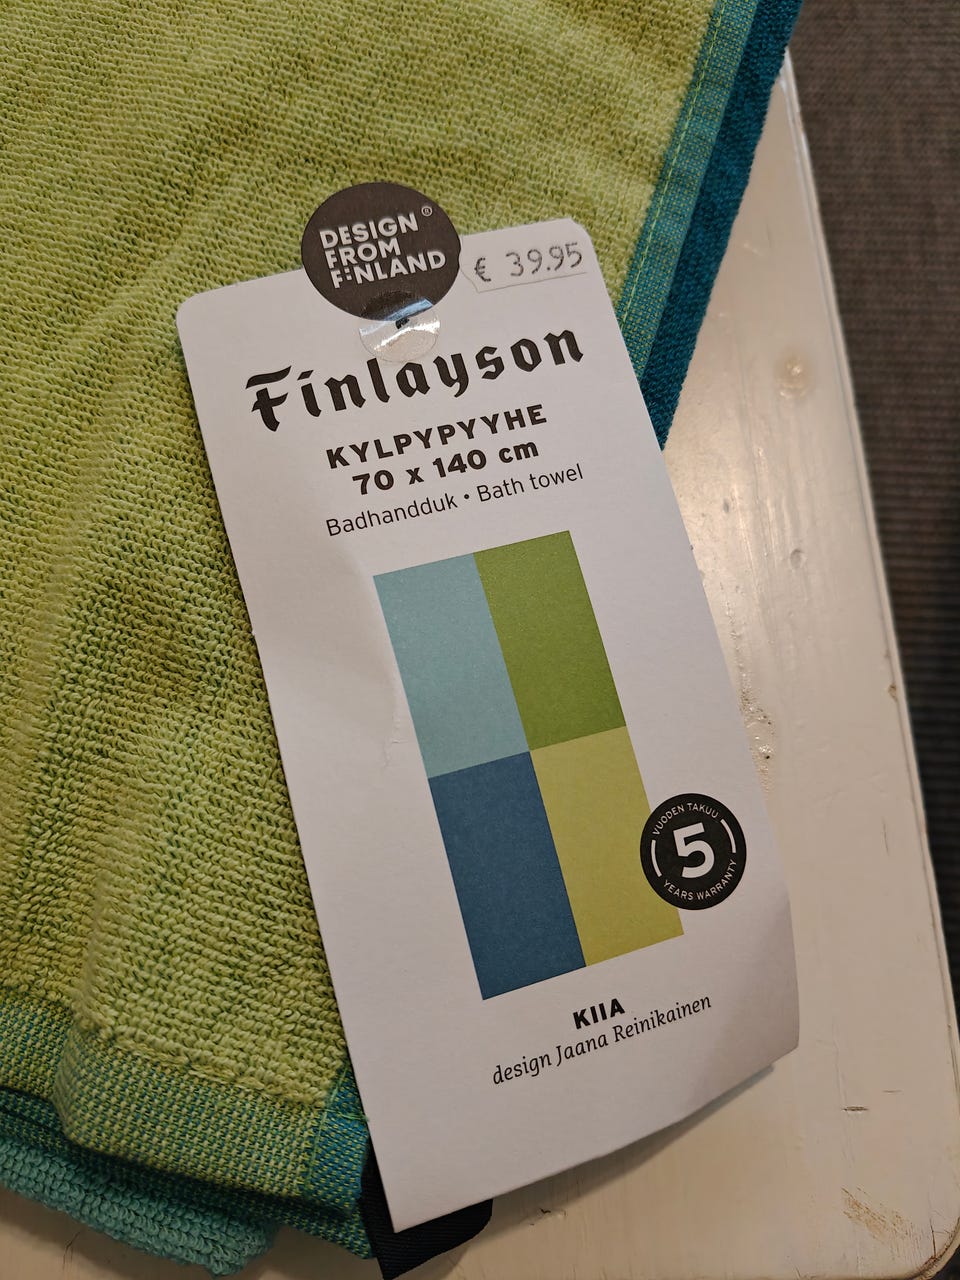 DESIGN ®
FROM
FINLAND
€ 39.95
Finlayson
KYLPYPYYHE
70 x 140 cm
Badhandduk • Bath towel
VUODEN TAKUU
5
YEARS WARRANTY
KIIA
design Jaana Reinikainen